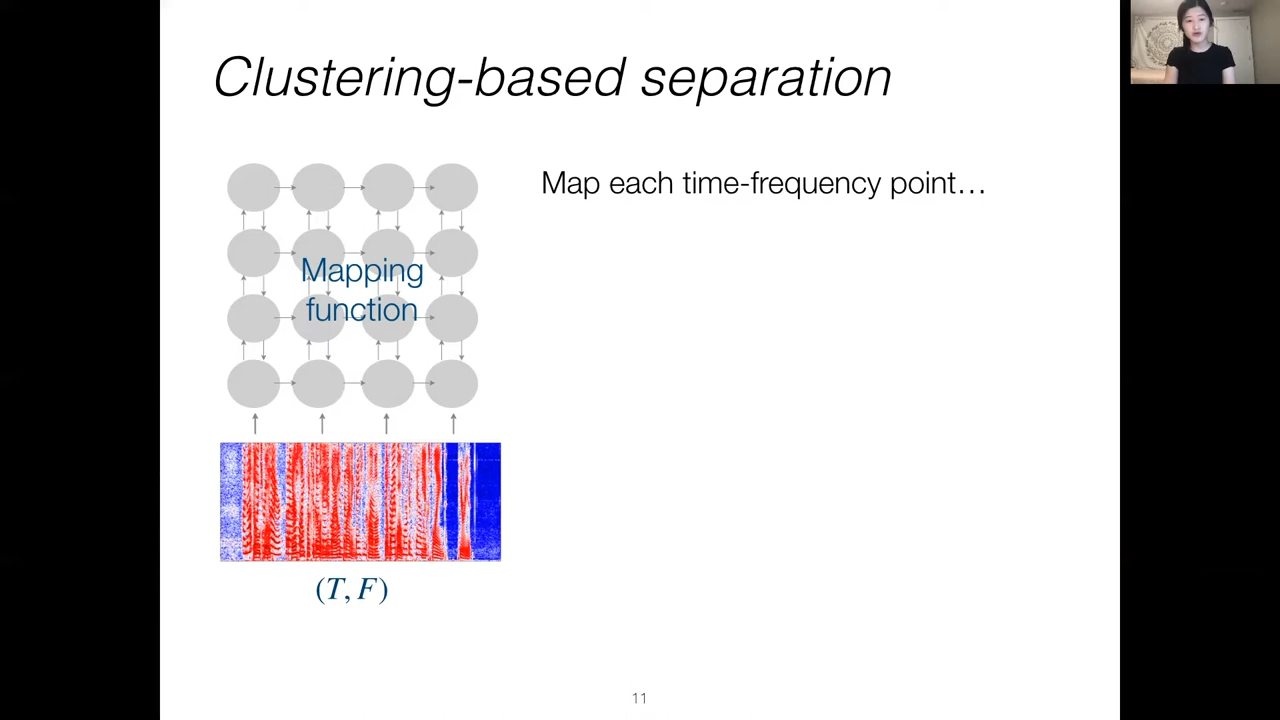 Clustering-based separation
Map each time-frequency point…
Mapping
function
(T, F)
11